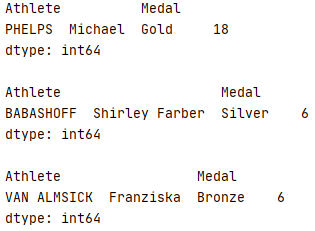 Athlete          Medal
PHELPS  Michael  Gold     18
dtype: int64

Athlete                    Medal
BABASHOFF  Shirley Farber  Silver    6
dtype: int64

Athlete                 Medal
VAN ALMSICK  Franziska  Bronze    6
dtype: int64